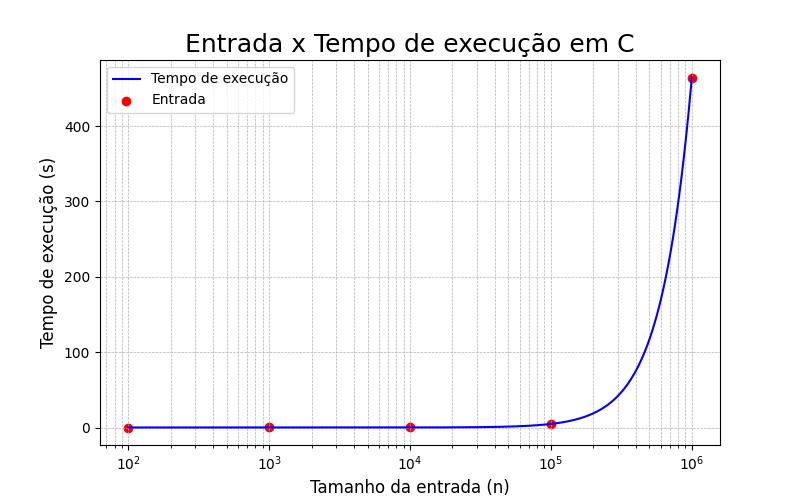 Entrada x Tempo de execução em C
Tempo de execução
Entrada
Tempo de execução (s)
400
300
200
100
0
10²
10³
10⁴
10⁵
10⁶
Tamanho da entrada (n)